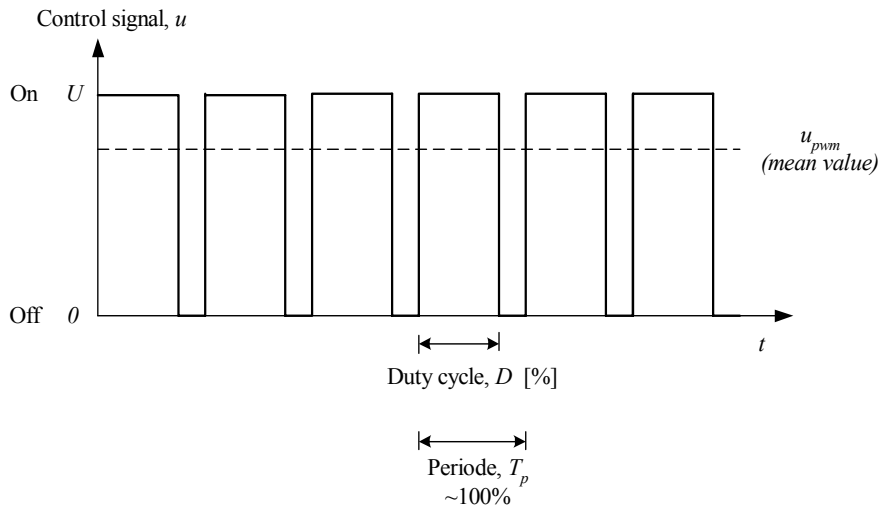 Control signal, u
On U
u_pwm
(mean value)
Off 0
t
Duty cycle, D [%]
Periode, T_p
~100%